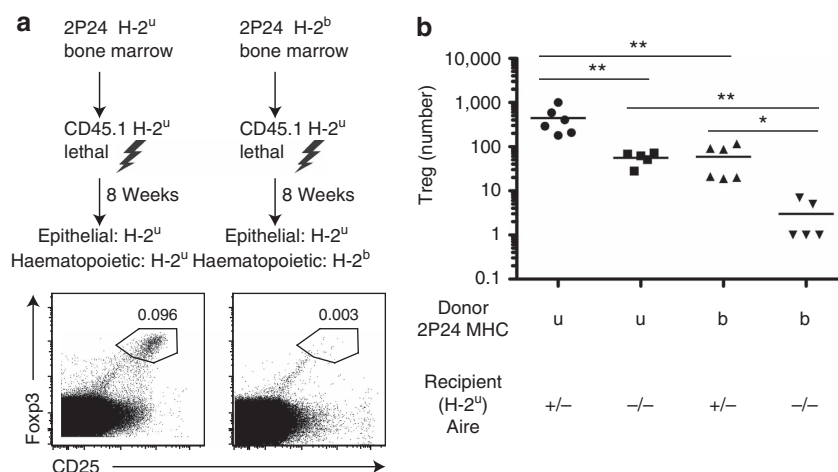 a
2P24 H-2ᵘ
bone marrow
CD45.1 H-2ᵘ
lethal
8 Weeks
Epithelial: H-2ᵘ
Haematopoietic: H-2ᵘ
2P24 H-2ᵇ
bone marrow
CD45.1 H-2ᵘ
lethal
8 Weeks
Epithelial: H-2ᵘ
Haematopoietic: H-2ᵇ
0.096
0.003
Foxp3
CD25
b
**
**
**
*
10,000
1,000
100
10
1
0.1
Treg (number)
Donor
2P24 MHC
u u b b
Recipient
(H-2ᵘ)
Aire
+/– –/– +/– –/–